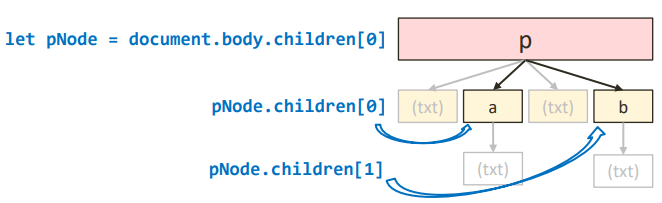 let pNode = document.body.children[0]
p
pNode.children[0]
(txt)
a
(txt)
b
pNode.children[1]
(txt)
(txt)